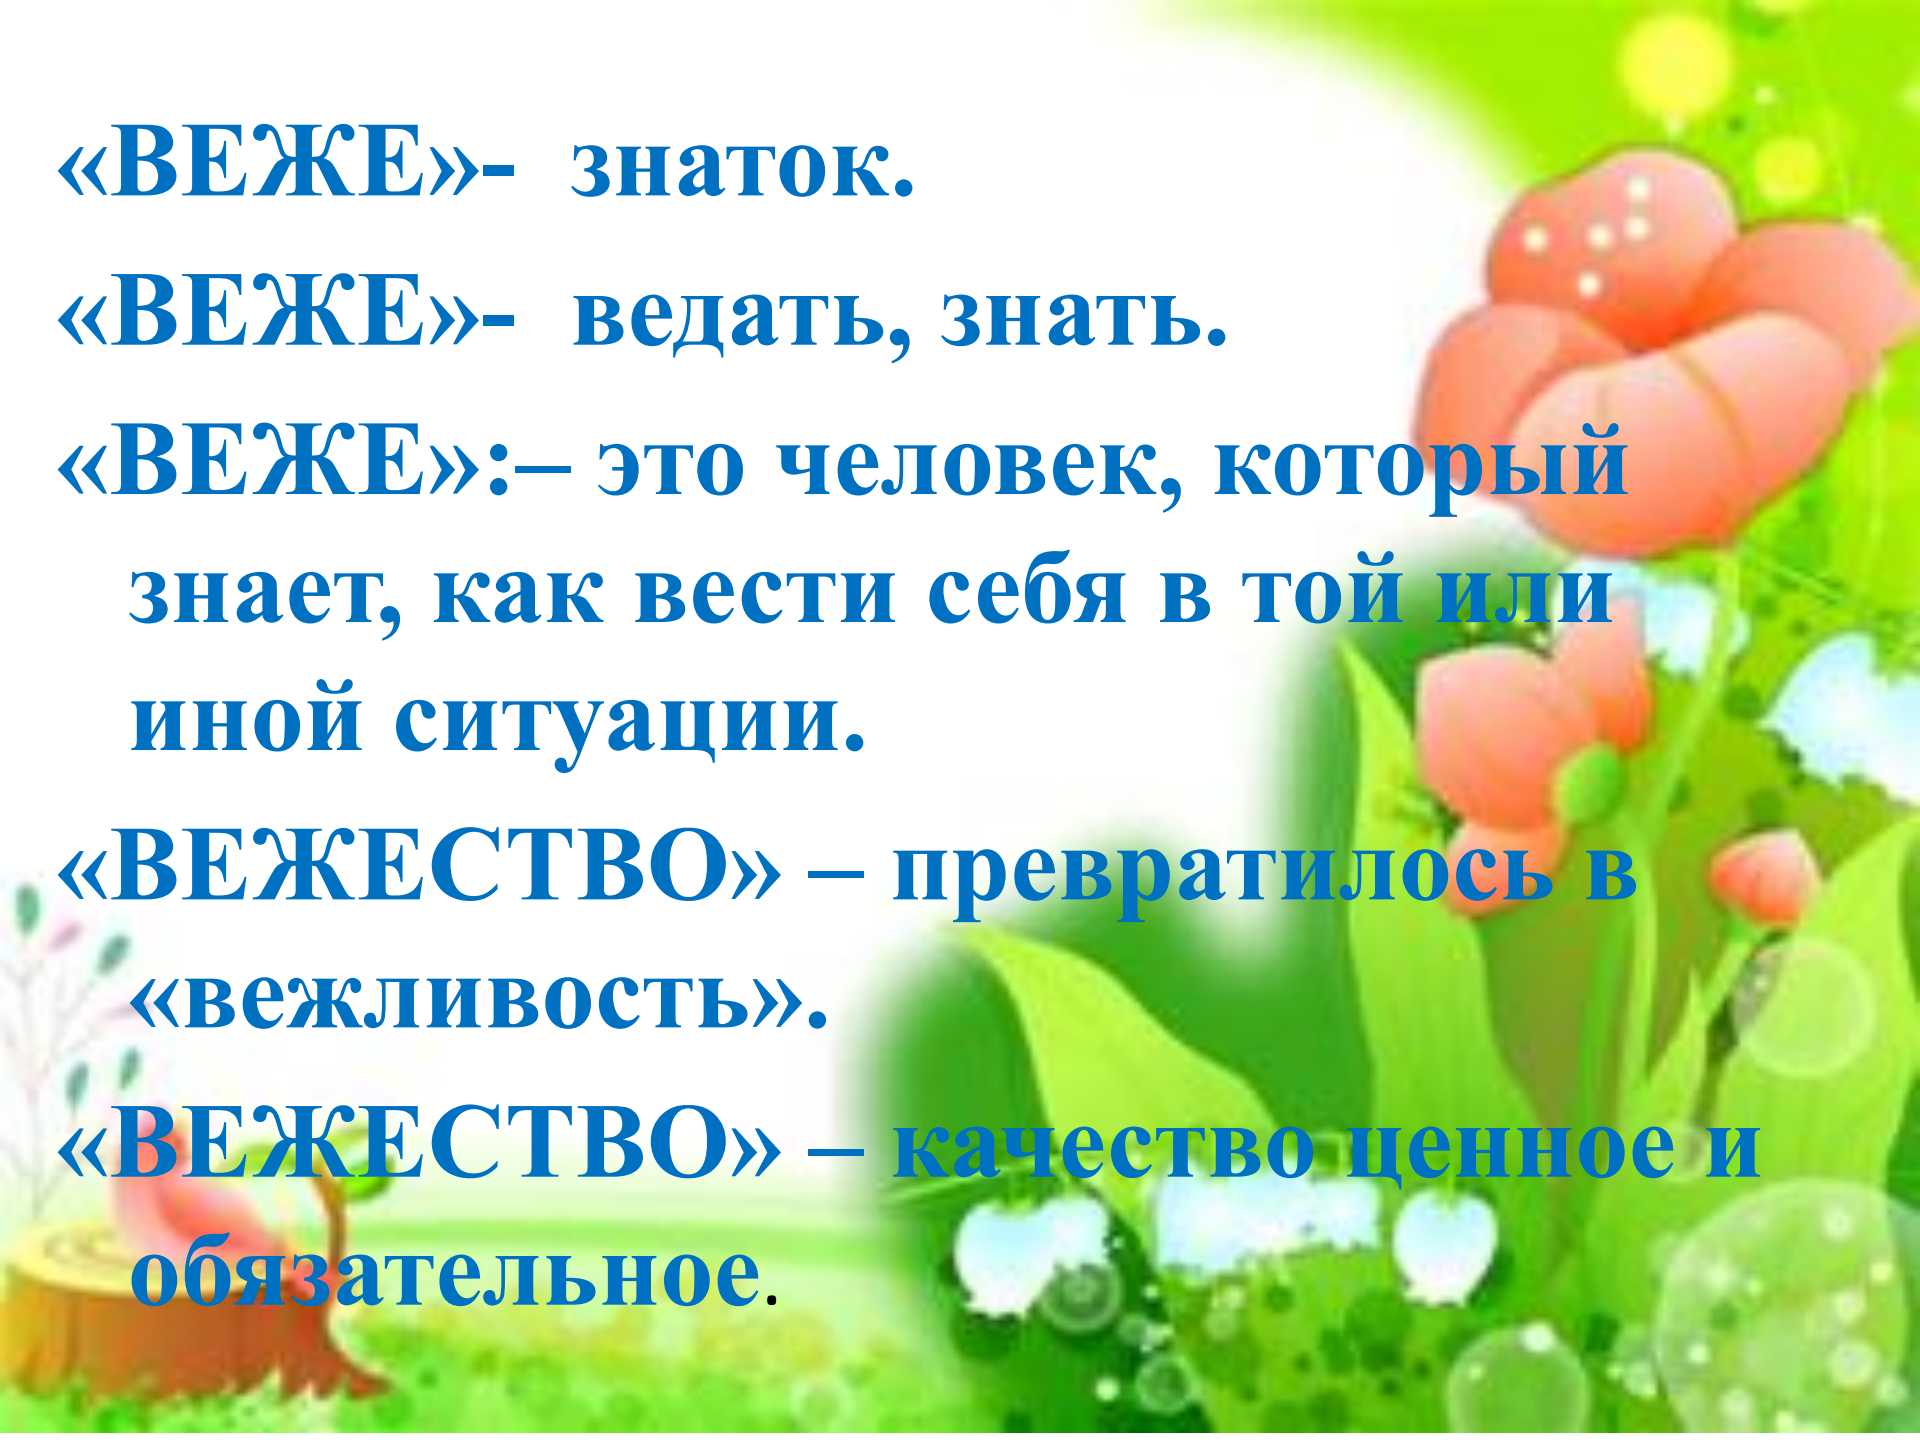 «ВЕЖЕ»-  знаток.
«ВЕЖЕ»-  ведать, знать.
«ВЕЖЕ»:– это человек, который
знает, как вести себя в той или
иной ситуации.
«ВЕЖЕСТВО» – превратилось в
«вежливость».
«ВЕЖЕСТВО» – качество ценное и
обязательное.